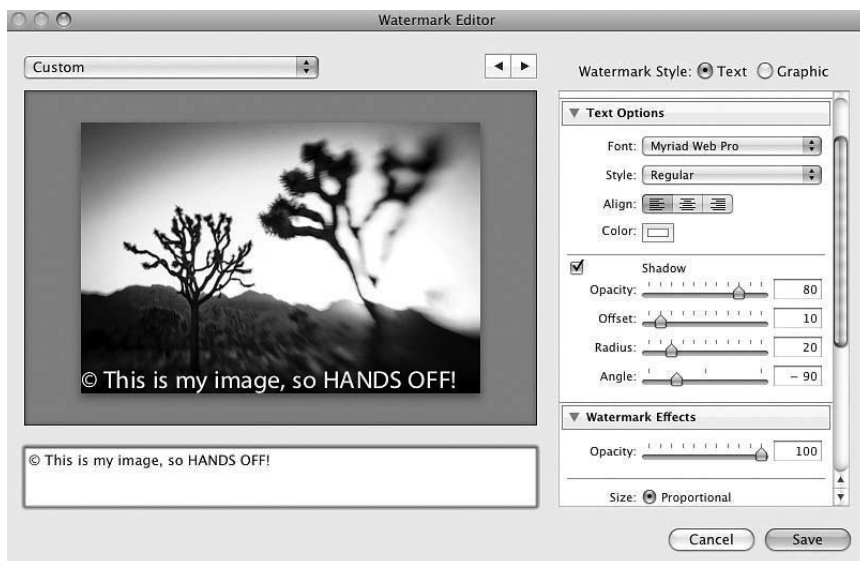 Watermark Editor
Custom
Watermark Style: Text Graphic
Text Options
Font: Myriad Web Pro
Style: Regular
Align:
Color:
Shadow
Opacity: 80
Offset: 10
Radius: 20
Angle: – 90
Watermark Effects
Opacity: 100
Size: Proportional
© This is my image, so HANDS OFF!
© This is my image, so HANDS OFF!
Cancel Save